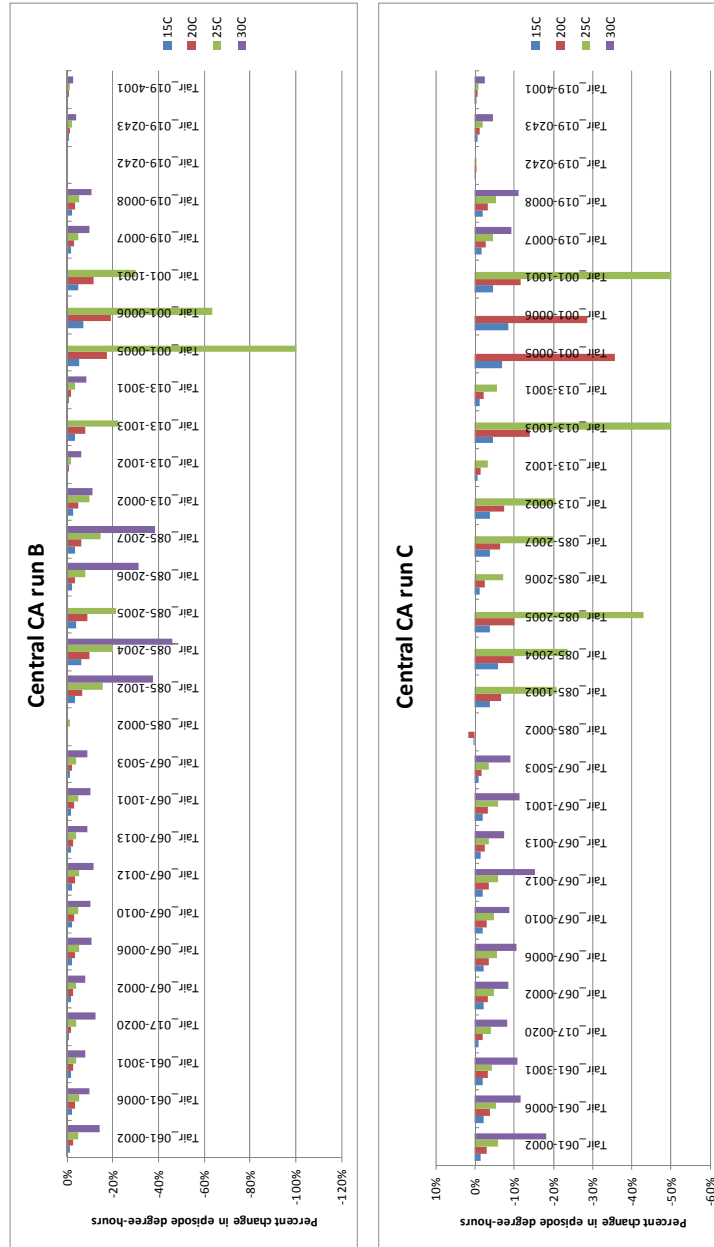 Central CA run B
0%
-20%
-40%
-60%
-80%
-100%
-120%
Percent change in episode degree-hours
Tair_061-0002
Tair_061-0006
Tair_061-3001
Tair_017-0020
Tair_067-0002
Tair_067-0006
Tair_067-0010
Tair_067-0012
Tair_067-0013
Tair_067-1001
Tair_067-5003
Tair_085-0002
Tair_085-1002
Tair_085-2004
Tair_085-2005
Tair_085-2006
Tair_085-2007
Tair_013-0002
Tair_013-1002
Tair_013-1003
Tair_013-3001
Tair_001-0005
Tair_001-0006
Tair_001-1001
Tair_019-0007
Tair_019-0008
Tair_019-0242
Tair_019-0243
Tair_019-4001
15C
20C
25C
30C
Central CA run C
10%
0%
-10%
-20%
-30%
-40%
-50%
-60%
Percent change in episode degree-hours
Tair_061-0002
Tair_061-0006
Tair_061-3001
Tair_017-0020
Tair_067-0002
Tair_067-0006
Tair_067-0010
Tair_067-0012
Tair_067-0013
Tair_067-1001
Tair_067-5003
Tair_085-0002
Tair_085-1002
Tair_085-2004
Tair_085-2005
Tair_085-2006
Tair_085-2007
Tair_013-0002
Tair_013-1002
Tair_013-1003
Tair_013-3001
Tair_001-0005
Tair_001-0006
Tair_001-1001
Tair_019-0007
Tair_019-0008
Tair_019-0242
Tair_019-0243
Tair_019-4001
15C
20C
25C
30C